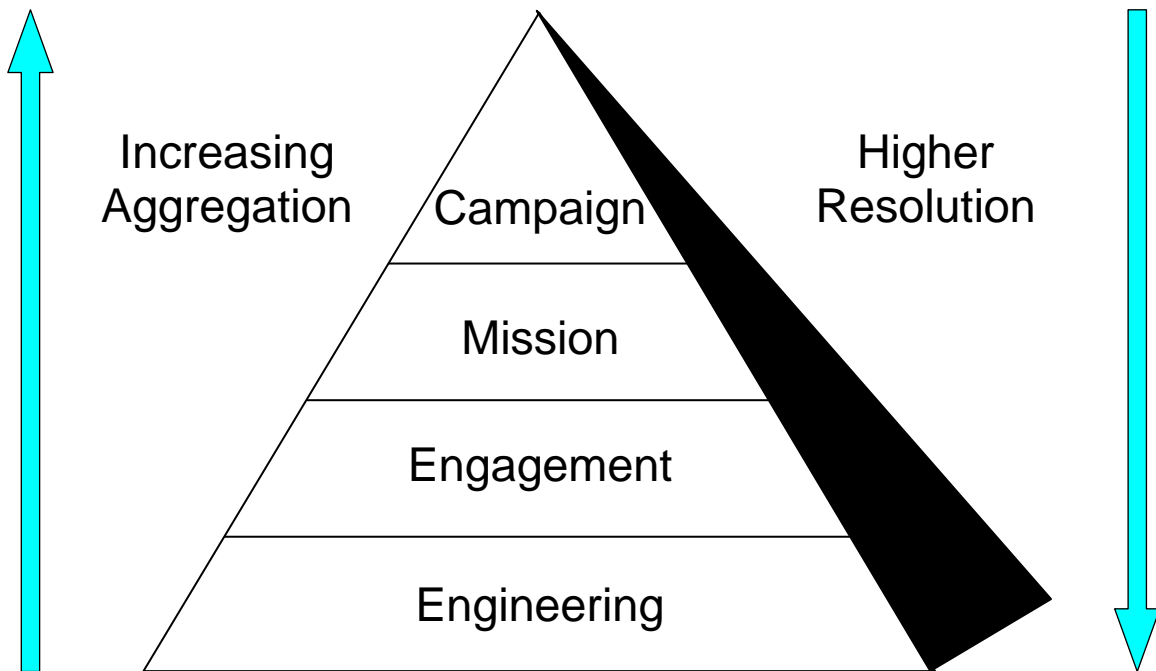 Increasing
Aggregation
Campaign
Higher
Resolution
Mission
Engagement
Engineering